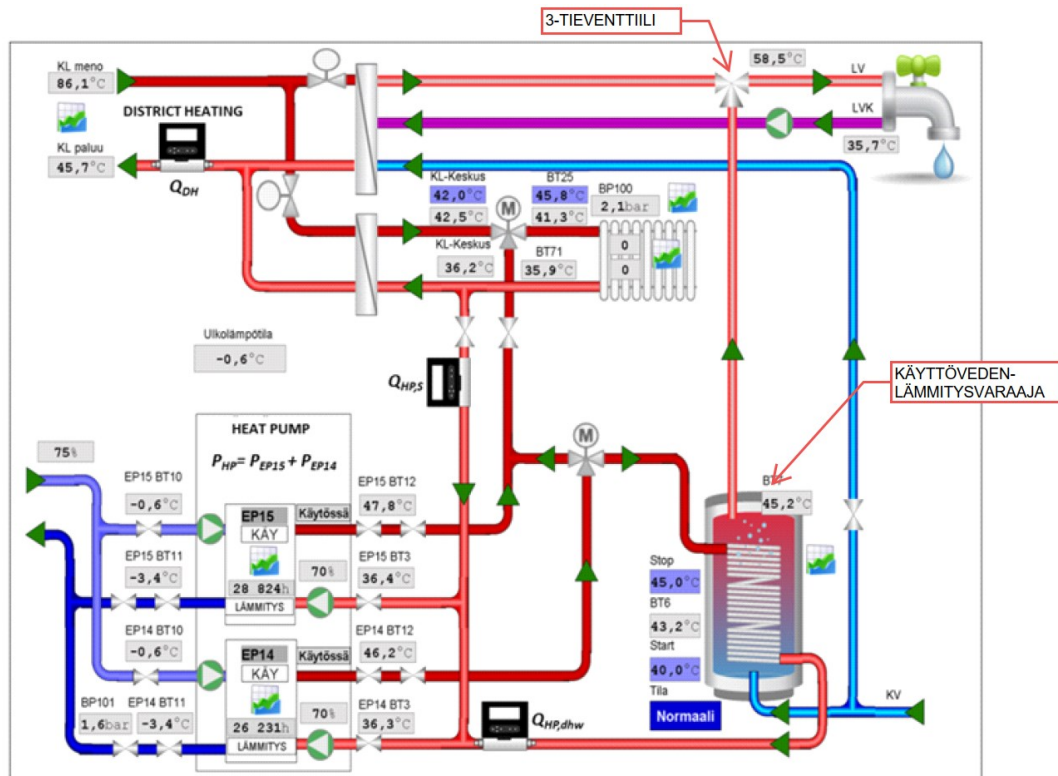 3-TIEVENTTIILI
58,5°C
KL meno
86,1°C
LV
DISTRICT HEATING
LVK
35,7°C
KL paluu
45,7°C
QDH
KL-Keskus
42,0°C
42,5°C
BT25
45,8°C
41,3°C
BP100
2,1bar
M
KL-Keskus
36,2°C
BT71
35,9°C
0
0
Ulkolämpötila
-0,6°C
QHP,S
KÄYTTÖVEDEN-
LÄMMITYSVARAAJA
HEAT PUMP
PHP= PEP15 + PEP14
M
75%
EP15 BT10
-0,6°C
EP15
KÄY
Käytössä
EP15 BT12
47,8°C
45,2°C
EP15 BT11
-3,4°C
28 824h
LÄMMITYS
70%
EP15 BT3
36,4°C
Stop
45,0°C
BT6
43,2°C
Start
40,0°C
Tila
Normaali
EP14 BT10
-0,6°C
EP14
KÄY
Käytössä
EP14 BT12
46,2°C
BP101
1,6bar
EP14 BT11
-3,4°C
26 231h
LÄMMITYS
70%
EP14 BT3
36,3°C
QHP,dhw
KV